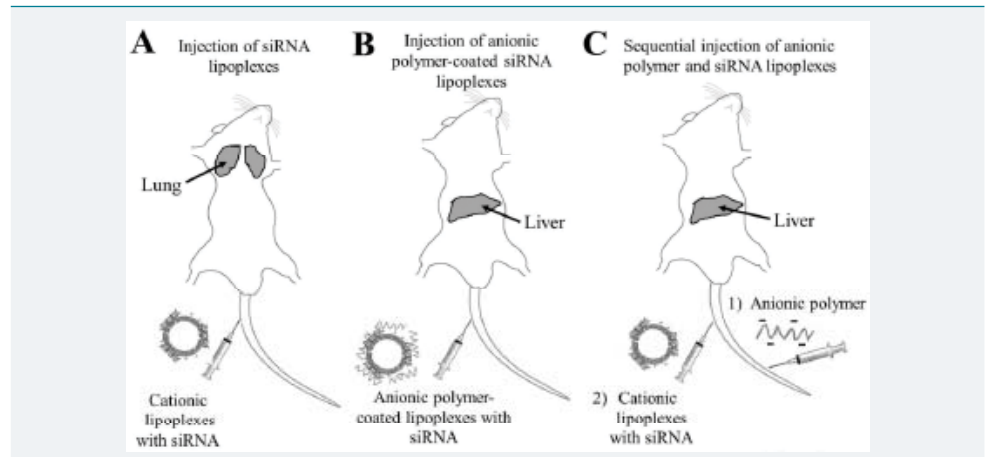 A
Injection of siRNA
lipoplexes
Lung
Cationic
lipoplexes
with siRNA
B
Injection of anionic
polymer-coated siRNA
lipoplexes
Liver
Anionic polymer-
coated lipoplexes with
siRNA
C
Sequential injection of anionic
polymer and siRNA lipoplexes
Liver
1) Anionic polymer
2) Cationic
lipoplexes
with siRNA